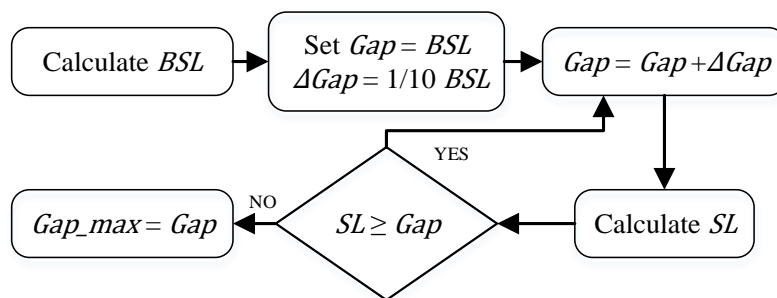 Calculate BSL
Set Gap = BSL
ΔGap = 1/10 BSL
Gap = Gap +ΔGap
YES
NO
Gap_max = Gap
SL ≥ Gap
Calculate SL